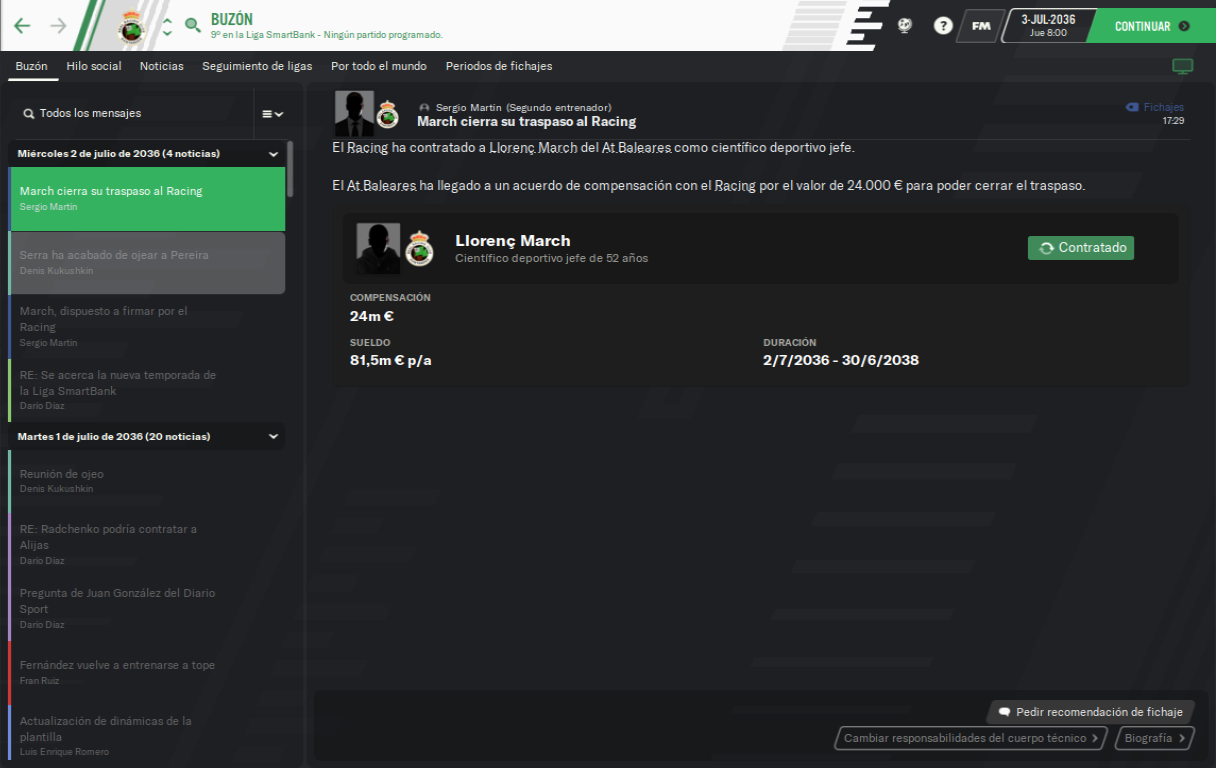 BUZÓN
9º en la Liga SmartBank - Ningún partido programado.
?
FM
3-JUL-2036
Jue 8:00
CONTINUAR
Buzón
Hilo social
Noticias
Seguimiento de ligas
Por todo el mundo
Periodos de fichajes
Todos los mensajes
Miércoles 2 de julio de 2036 (4 noticias)
March cierra su traspaso al Racing
Sergio Martín
Serra ha acabado de ojear a Pereira
Denis Kukushkin
March, dispuesto a firmar por el
Racing
Sergio Martín
RE: Se acerca la nueva temporada de
la Liga SmartBank
Darío Díaz
Martes 1 de julio de 2036 (20 noticias)
Reunión de ojeo
Denis Kukushkin
RE: Radchenko podría contratar a
Alijas
Darío Díaz
Pregunta de Juan González del Diario
Sport
Darío Díaz
Fernández vuelve a entrenarse a tope
Fran Ruiz
Actualización de dinámicas de la
plantilla
Luis Enrique Romero
Sergio Martín (Segundo entrenador)
March cierra su traspaso al Racing
Fichajes
17:29
El Racing ha contratado a Llorenç March del At.Baleares como científico deportivo jefe.
El At.Baleares ha llegado a un acuerdo de compensación con el Racing por el valor de 24.000 € para poder cerrar el traspaso.
Llorenç March
Científico deportivo jefe de 52 años
Contratado
COMPENSACIÓN
24m €
SUELDO
81,5m € p/a
DURACIÓN
2/7/2036 - 30/6/2038
Pedir recomendación de fichaje
Cambiar responsabilidades del cuerpo técnico
Biografía